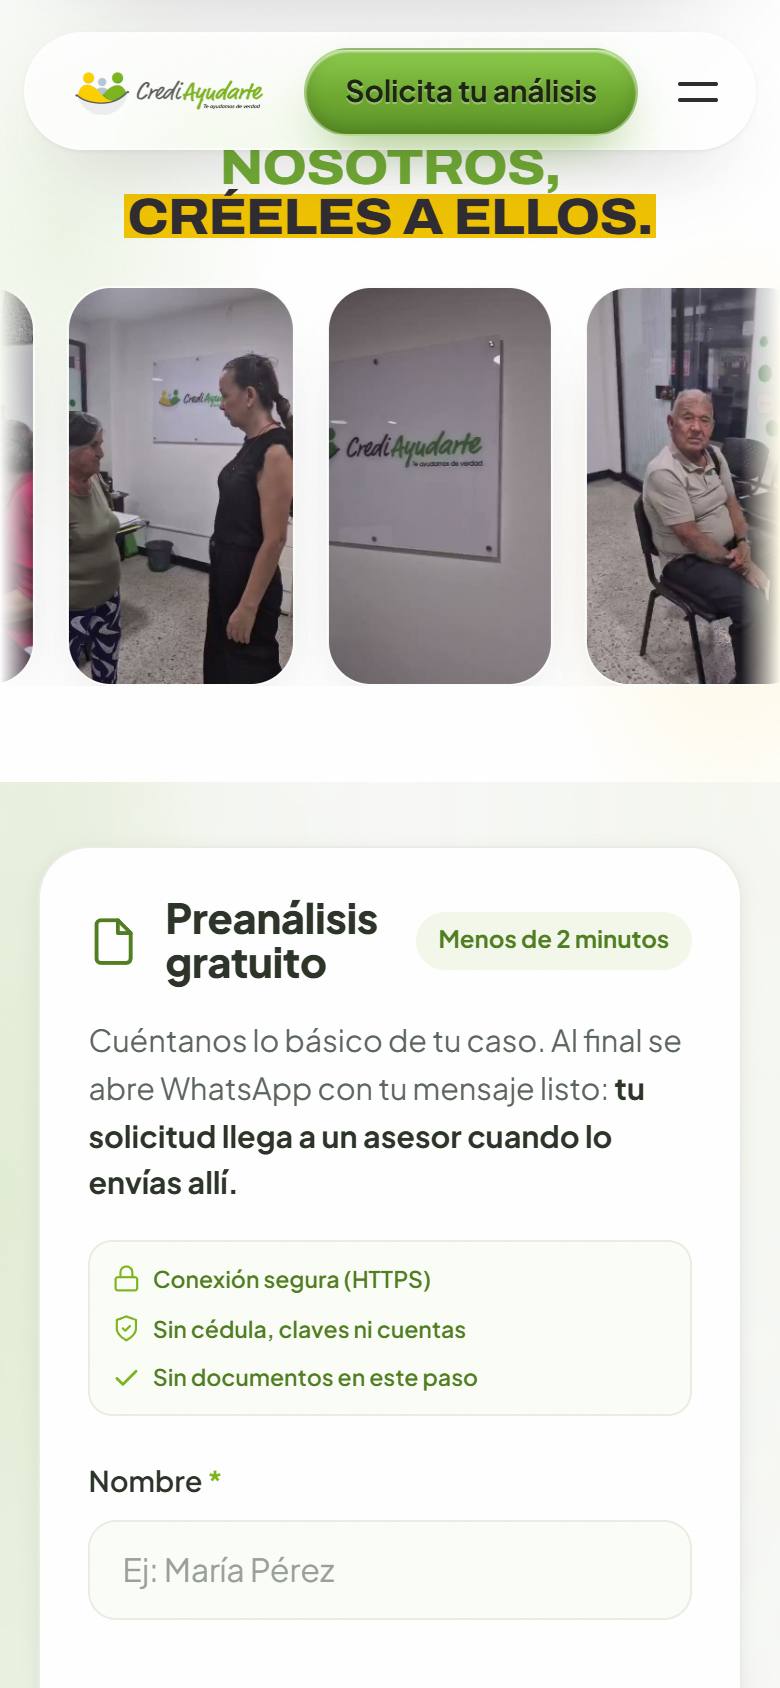 CrediAyudarte
Te ayudamos de verdad
Solicita tu análisis
NOSOTROS,
CRÉELES A ELLOS.
CrediAyudarte
Te ayudamos de verdad
Preanálisis
gratuito
Menos de 2 minutos
Cuéntanos lo básico de tu caso. Al final se
abre WhatsApp con tu mensaje listo: tu
solicitud llega a un asesor cuando lo
envías allí.
Conexión segura (HTTPS)
Sin cédula, claves ni cuentas
Sin documentos en este paso
Nombre *
Ej: María Pérez